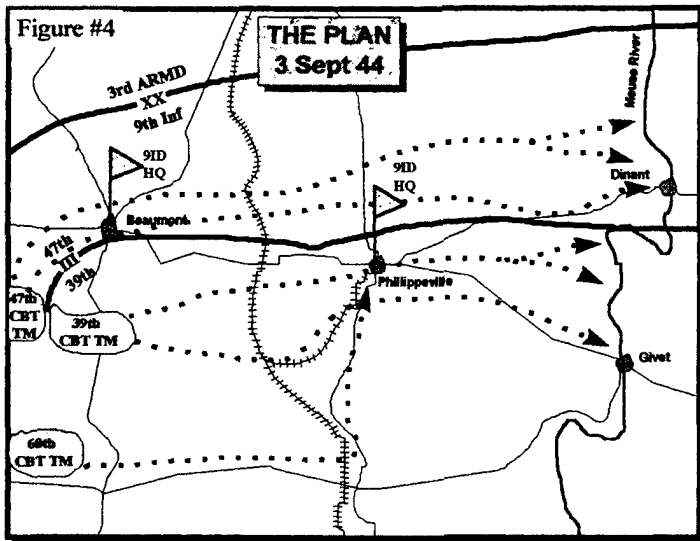 Figure #4
THE PLAN
3 Sept 44
3rd ARMD
XX
9th Inf
Meuse River
9ID
HQ
9ID
HQ
Dinant
Beaumont
47th
III
39th
Phillippeville
47th
CBT
TM
39th
CBT TM
Givet
60th
CBT TM